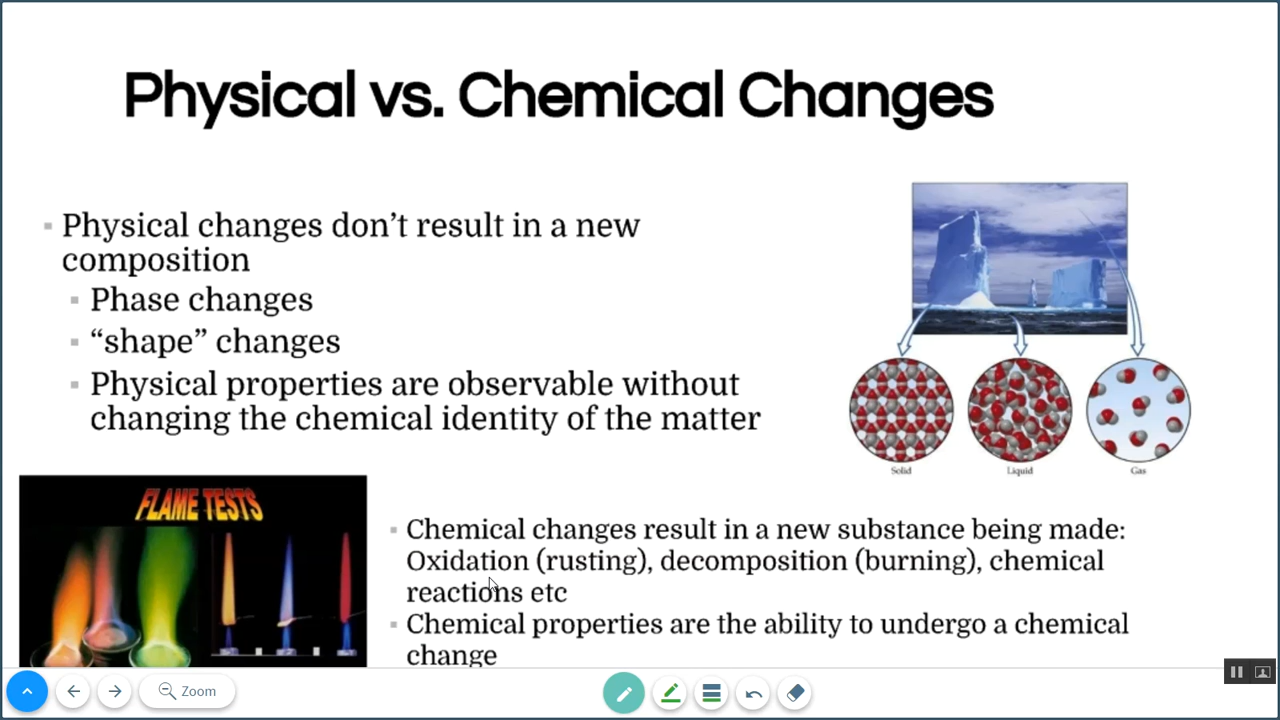 Physical vs. Chemical Changes
Physical changes don’t result in a new
composition
Phase changes
“shape” changes
Physical properties are observable without
changing the chemical identity of the matter
Solid
Liquid
Gas
FLAME TESTS
Chemical changes result in a new substance being made:
Oxidation (rusting), decomposition (burning), chemical
reactions etc
Chemical properties are the ability to undergo a chemical
change
Zoom